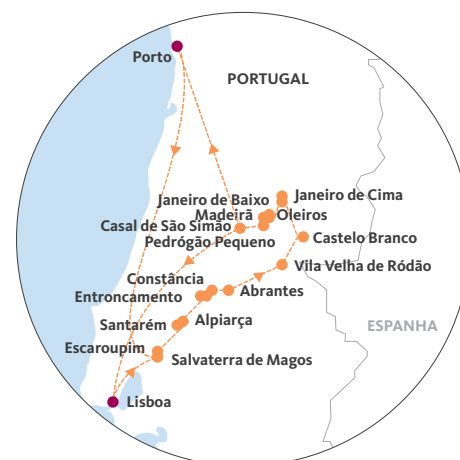 Porto
PORTUGAL
Janeiro de Baixo
Janeiro de Cima
Madeirã
Oleiros
Casal de São Simão
Pedrógão Pequeno
Castelo Branco
Vila Velha de Ródão
Constância
Entroncamento
Abrantes
Santarém
Alpiarça
ESPANHA
Escaroupim
Salvaterra de Magos
Lisboa